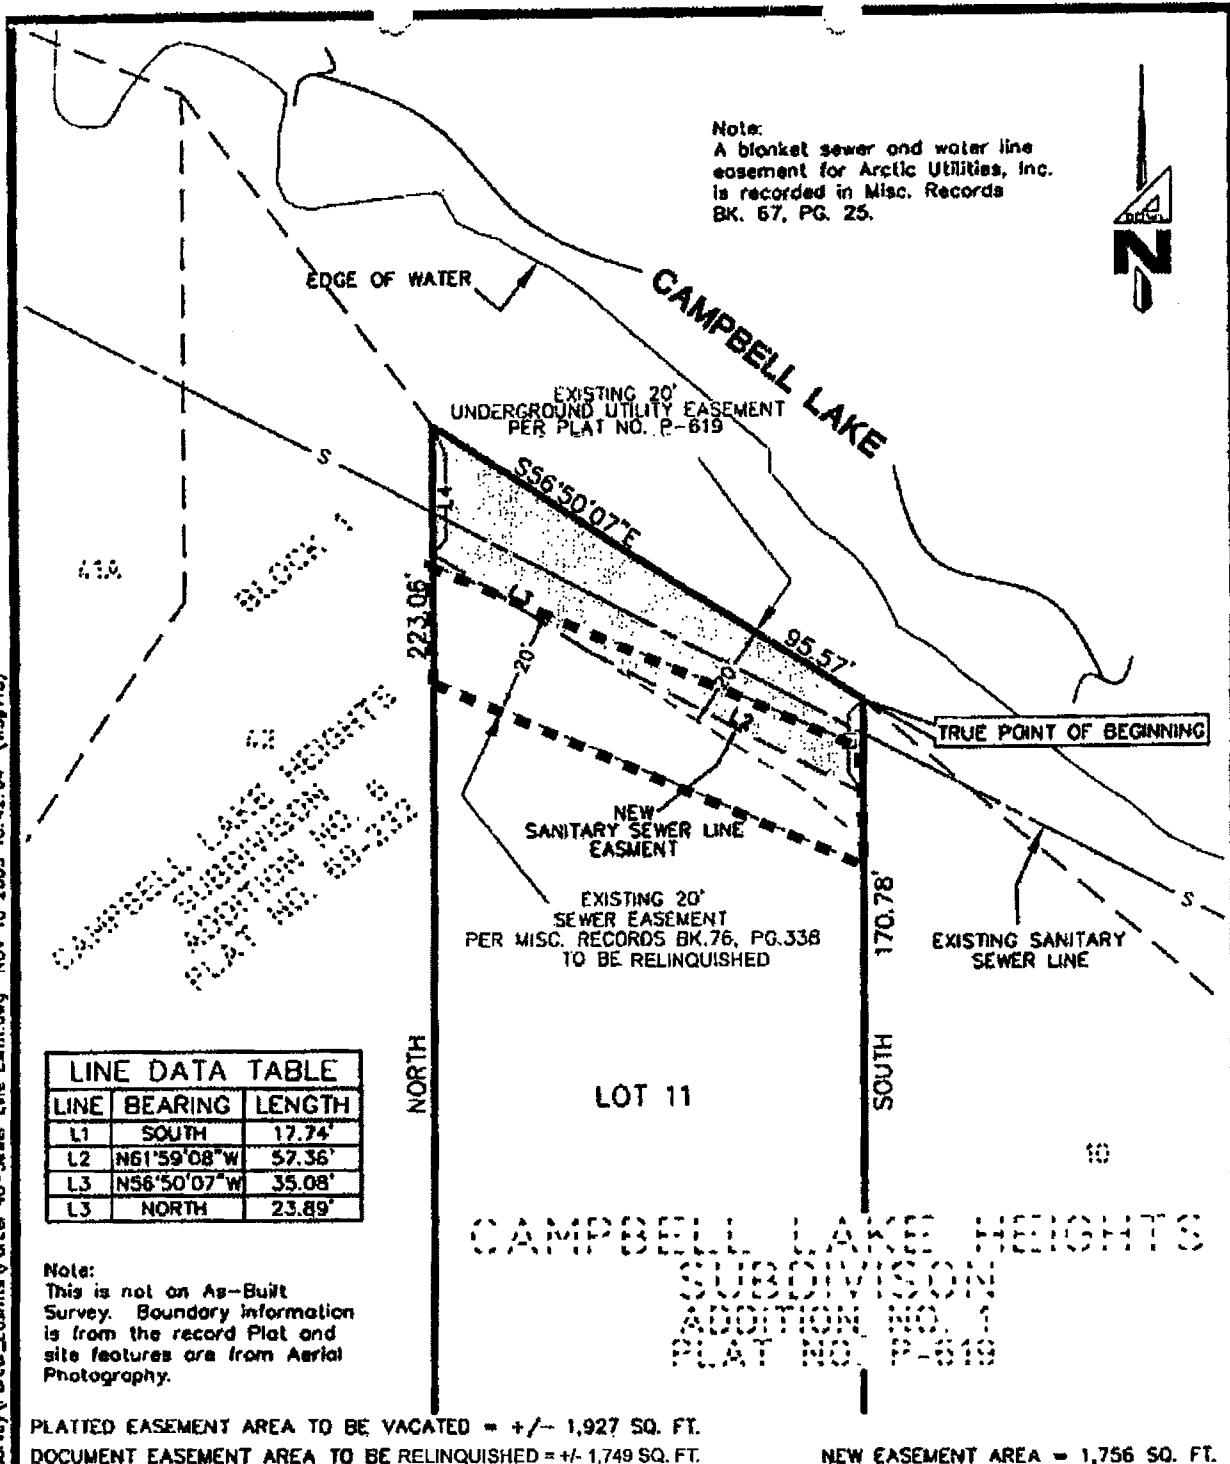 Note:
A blanket sewer and water line
easement for Arctic Utilities, Inc.
is recorded in Misc. Records
BK. 67, PG. 25.
N
EDGE OF WATER
CAMPBELL LAKE
EXISTING 20'
UNDERGROUND UTILITY EASEMENT
PER PLAT NO. P-619
S
S56°50'07"E
95.57'
L4
41A
BLOCK 1
223.06'
L3
20'
20'
L2
TRUE POINT OF BEGINNING
CAMPBELL LAKE HEIGHTS
SUBDIVISION
ADDITION NO.
PLAT NO.
NEW
SANITARY SEWER LINE
EASMENT
EXISTING 20'
SEWER EASEMENT
PER MISC. RECORDS BK.76, PG.338
TO BE RELINQUISHED
170.78'
S
EXISTING SANITARY
SEWER LINE
NORTH
LOT 11
SOUTH
10
LINE DATA TABLE
LINE BEARING LENGTH
L1 SOUTH 17.74'
L2 N61°59'08"W 57.36'
L3 N56°50'07"W 35.08'
L3 NORTH 23.89'
CAMPBELL LAKE HEIGHTS
SUBDIVISON
ADDITION NO. 1
PLAT NO. P-619
Note:
This is not an As-Built
Survey. Boundary information
is from the record Plat and
site features are from Aerial
Photography.
PLATTED EASEMENT AREA TO BE VACATED = +/- 1,927 SQ. FT.
DOCUMENT EASEMENT AREA TO BE RELINQUISHED = +/- 1,749 SQ. FT.
NEW EASEMENT AREA = 1,756 SQ. FT.